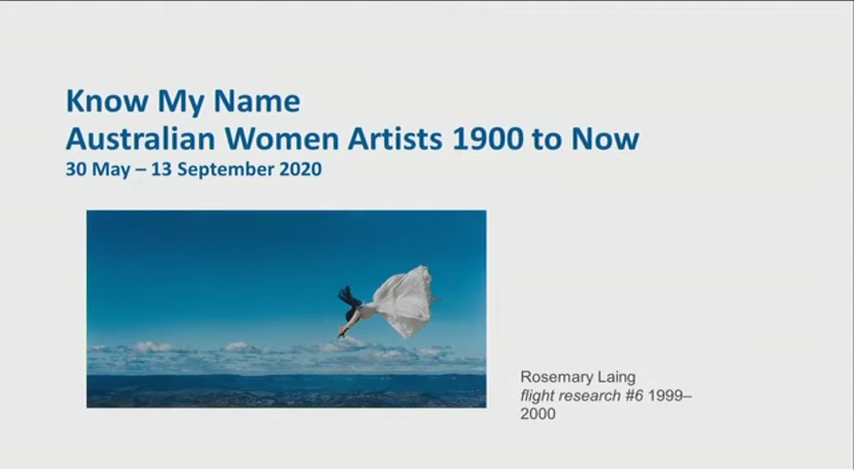 Know My Name
Australian Women Artists 1900 to Now
30 May – 13 September 2020
Rosemary Laing
flight research #6 1999–
2000